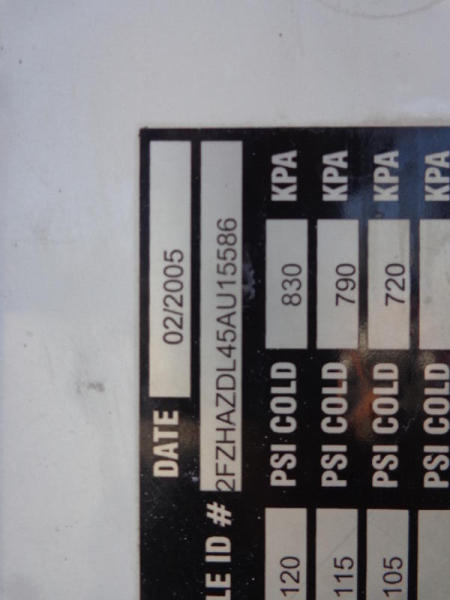 DATE 02/2005
LE ID # 2FZHAZDL45AU15586
120 PSI COLD 830 KPA
115 PSI COLD 790 KPA
105 PSI COLD 720 KPA
PSI COLD KPA